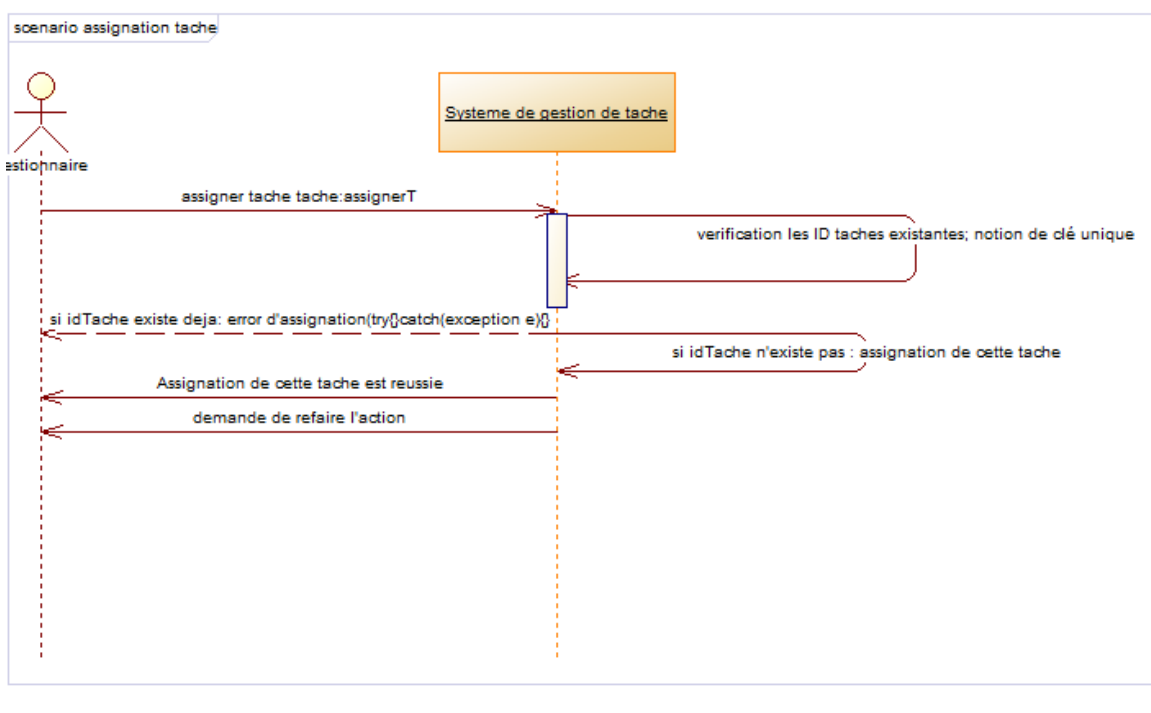 scenario assignation tache
Systeme de gestion de tache
estionnaire
assigner tache tache:assignerT
verification les ID taches existantes; notion de clé unique
si idTache existe deja: error d'assignation(try{}catch(exception e){}
si idTache n'existe pas : assignation de cette tache
Assignation de cette tache est reussie
demande de refaire l'action